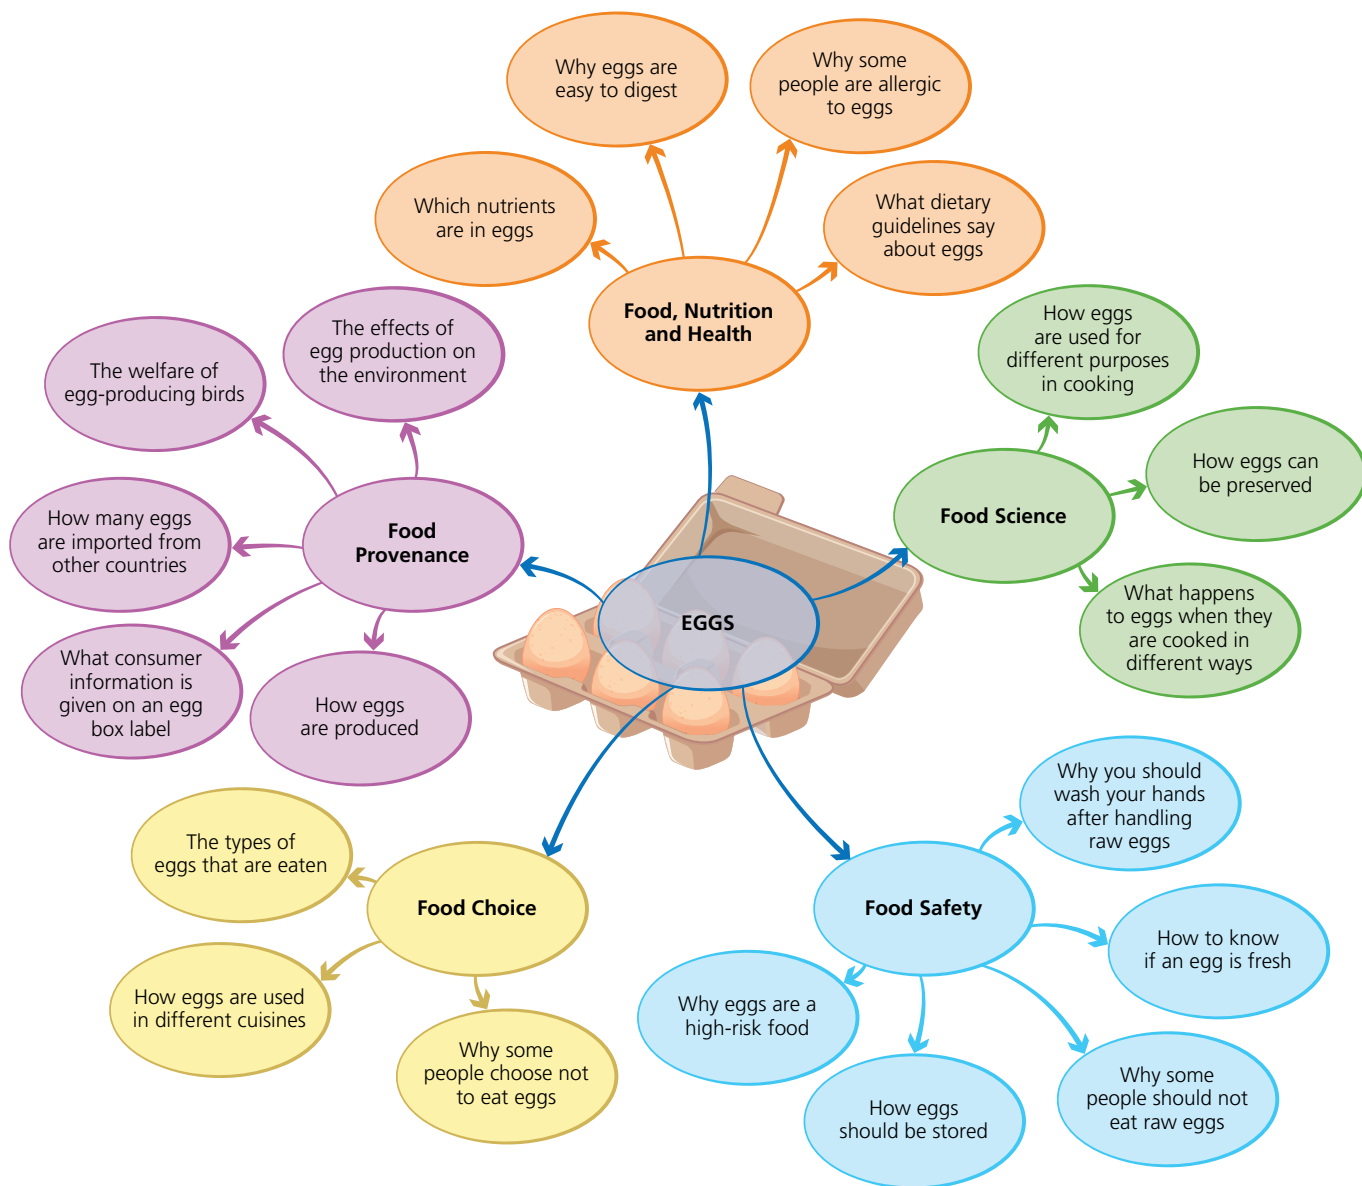 Why eggs are
easy to digest
Why some
people are allergic
to eggs
Which nutrients
are in eggs
What dietary
guidelines say
about eggs
Food, Nutrition
and Health
The effects of
egg production on
the environment
The welfare of
egg-producing birds
How many eggs
are imported from
other countries
Food
Provenance
What consumer
information is
given on an egg
box label
How eggs
are produced
EGGS
How eggs
are used for
different purposes
in cooking
How eggs can
be preserved
Food Science
What happens
to eggs when they
are cooked in
different ways
The types of
eggs that are eaten
Food Choice
How eggs are used
in different cuisines
Why some
people choose not
to eat eggs
Why you should
wash your hands
after handling
raw eggs
Food Safety
How to know
if an egg is fresh
Why eggs are a
high-risk food
How eggs
should be stored
Why some
people should not
eat raw eggs